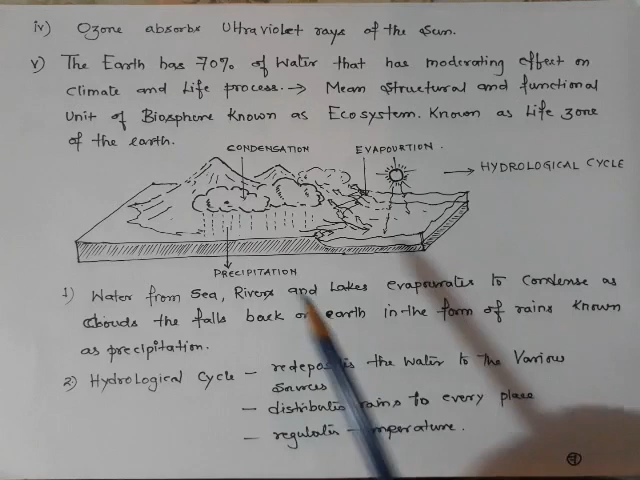 iv) Ozone absorbs Ultraviolet rays of the Sun.
v) The Earth has 70% of Water that has moderating effect on
Climate and Life process. → Mean Structural and functional
Unit of Biosphere Known as Ecosystem. Known as Life Zone
of the earth.
CONDENSATION EVAPOURTION.
→ HYDROLOGICAL CYCLE
PRECIPITATION
1) Water from Sea, Rivers and Lakes evapourates to Condense as
Clouds the falls back on earth in the form of rains Known
as precipitation.
2) Hydrological Cycle - the Water to the Various
Sources
- distributes rains to every place
- regulates
7